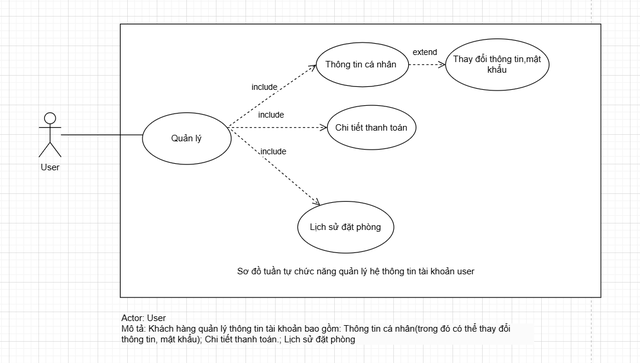 extend
Thông tin cá nhân
Thay đổi thông tin,mật
khẩu
include
include
Chi tiết thanh toán
Quản lý
include
User
Lịch sử đặt phòng
Sơ đồ tuần tự chức năng quản lý hệ thông tin tài khoản user
Actor: User
Mô tả: Khách hàng quản lý thông tin tài khoản bao gồm: Thông tin cá nhân(trong đó có thể thay đổi
thông tin, mật khẩu); Chi tiết thanh toán.; Lịch sử đặt phòng